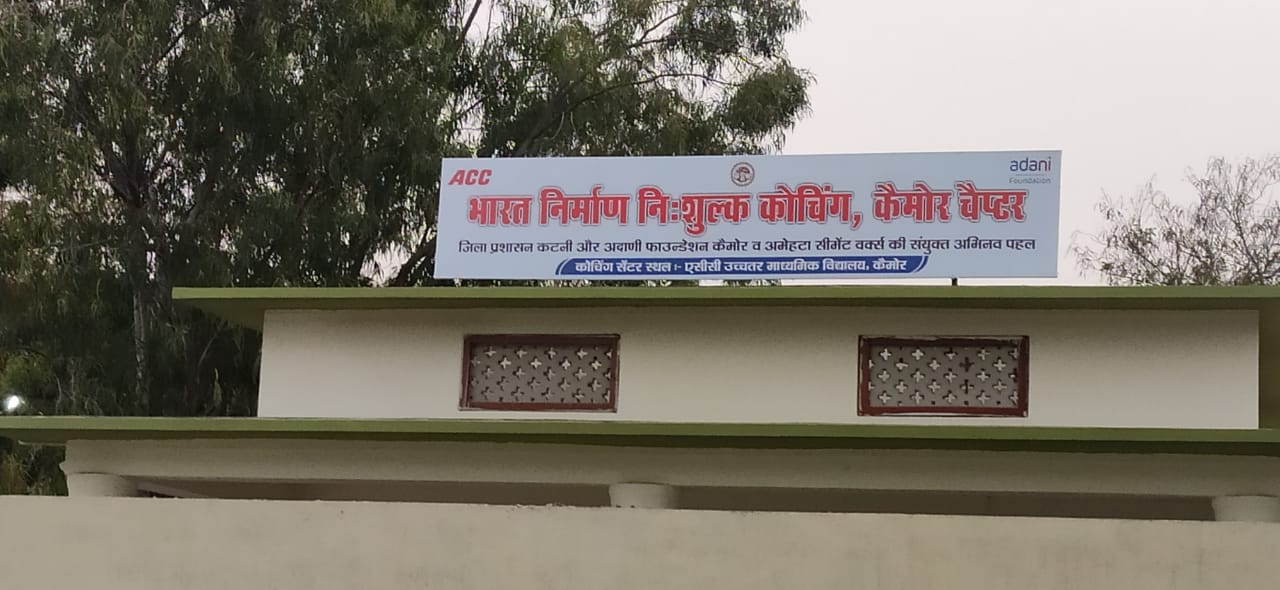 ACC
adani
Foundation
भारत निर्माण निःशुल्क कोचिंग, कैमोर चैप्टर
जिला प्रशासन कटनी और अदाणी फाउन्डेशन कैमोर व अमेहटा सीमेंट वर्क्स की संयुक्त अभिनव पहल
कोचिंग सेंटर स्थल :- एसीसी उच्चतर माध्यमिक विद्यालय, कैमोर